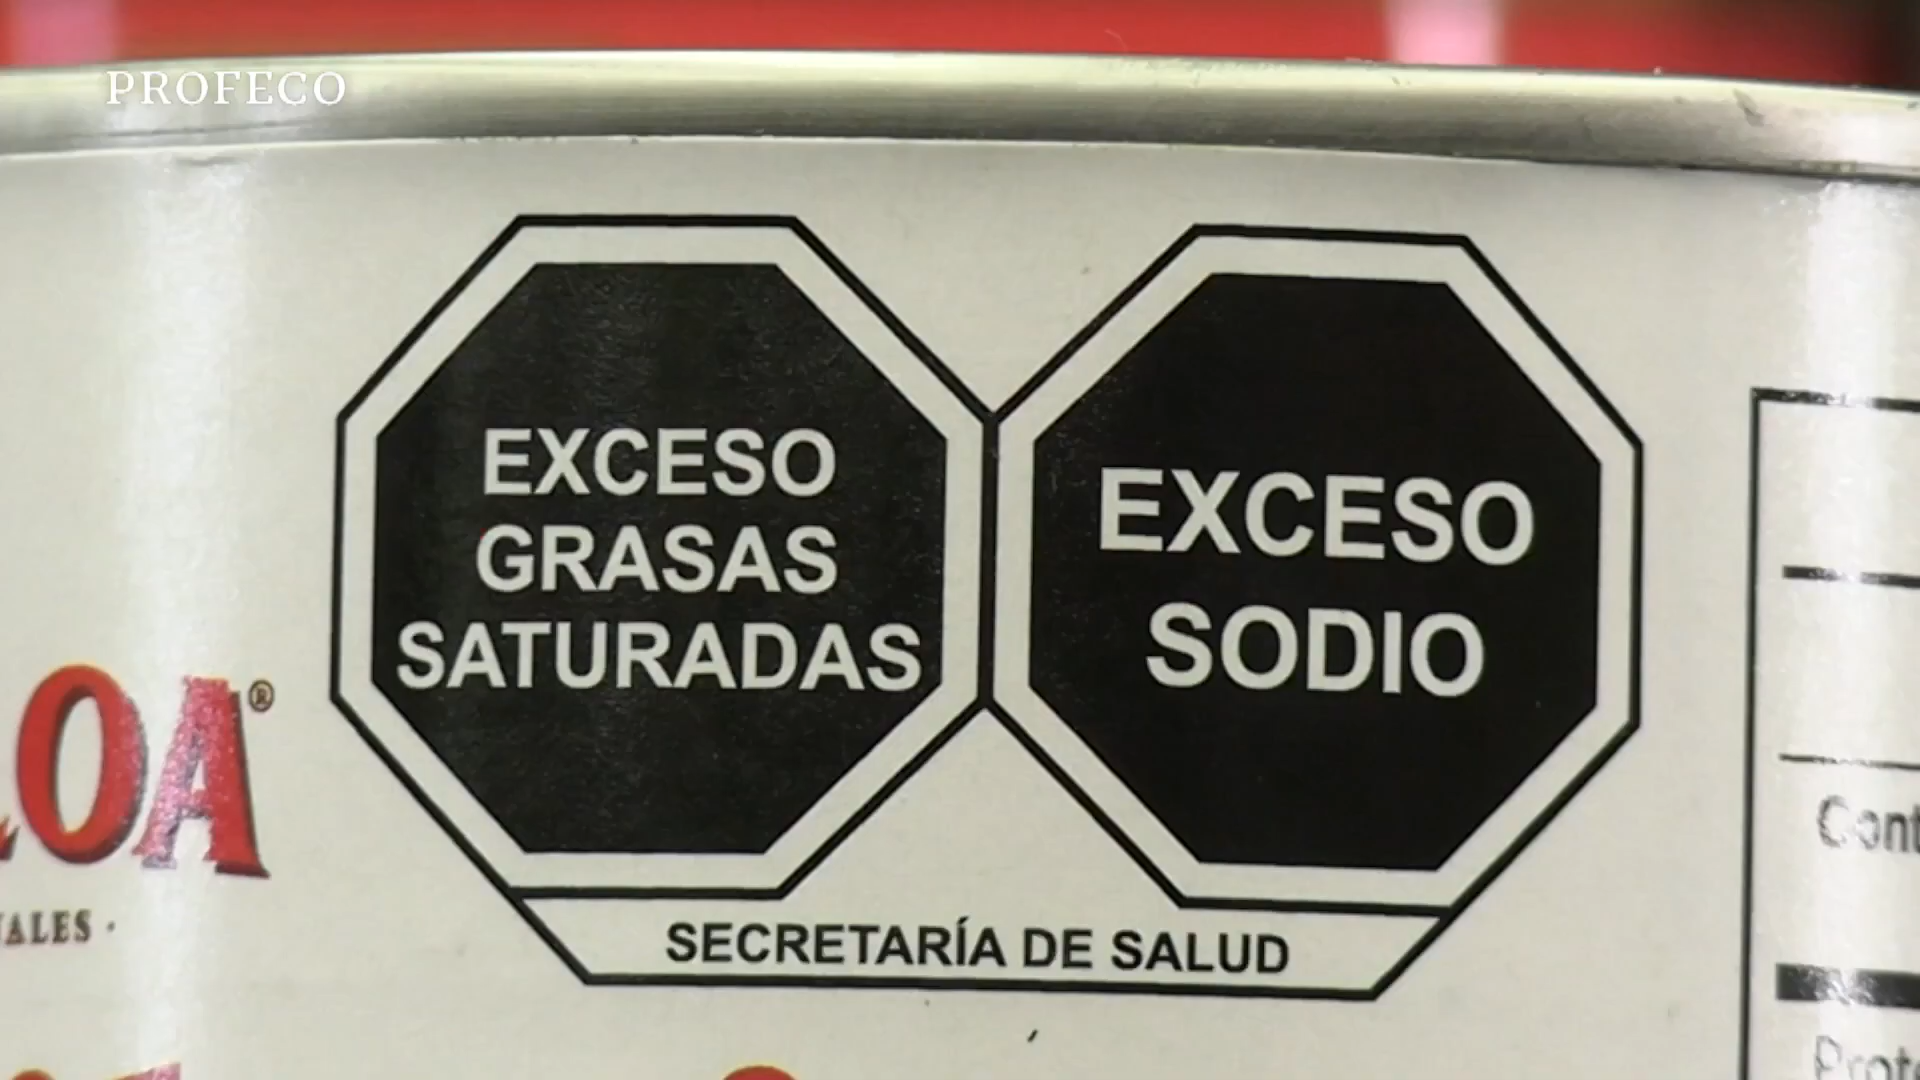 PROFECO
EXCESO
GRASAS
SATURADAS
EXCESO
SODIO
SECRETARÍA DE SALUD
®